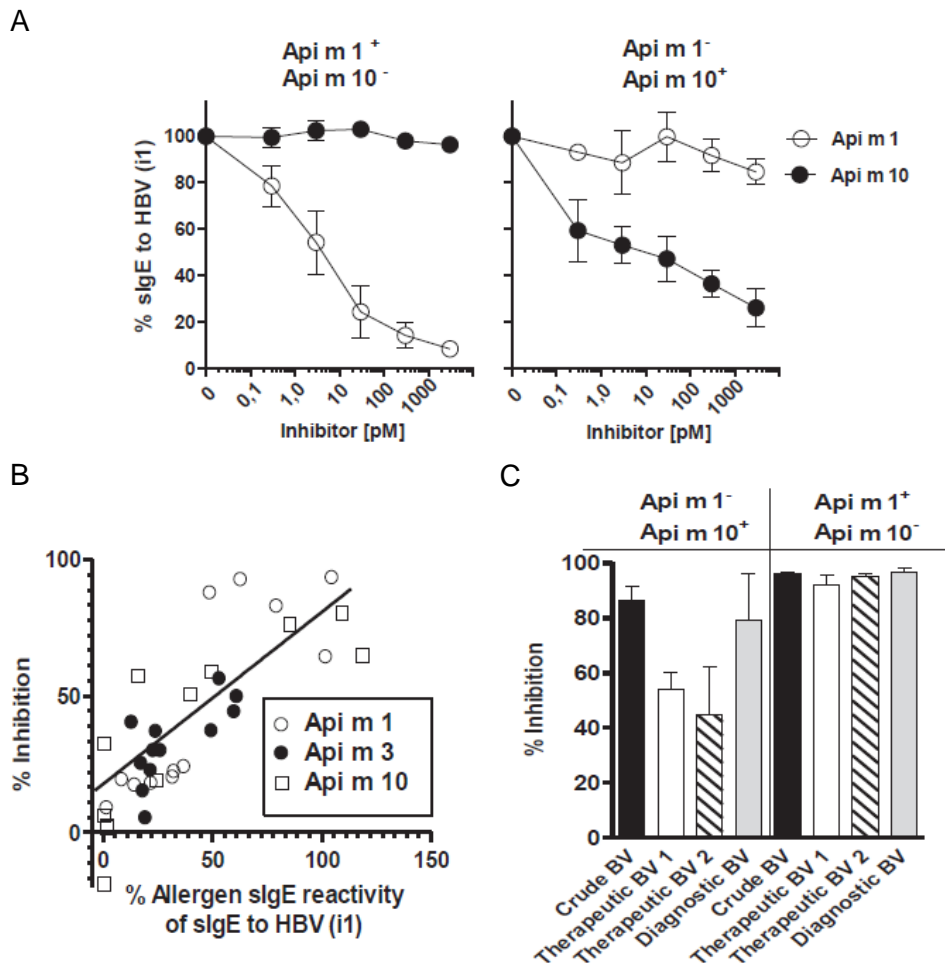 A
Api m 1 +
Api m 10 -
Api m 1-
Api m 10+
% sIgE to HBV (i1)
100
80
60
40
20
0
0
0,1
1,0
10
100
1000
Inhibitor [pM]
0
0,1
1,0
10
100
1000
Inhibitor [pM]
Api m 1
Api m 10
B
% Inhibition
100
50
0
0
50
100
150
Api m 1
Api m 3
Api m 10
% Allergen sIgE reactivity
of sIgE to HBV (i1)
C
Api m 1-
Api m 10+
Api m 1+
Api m 10-
% Inhibition
100
80
60
40
20
0
Crude BV
Therapeutic BV 1
Therapeutic BV 2
Diagnostic BV
Crude BV
Therapeutic BV 1
Therapeutic BV 2
Diagnostic BV